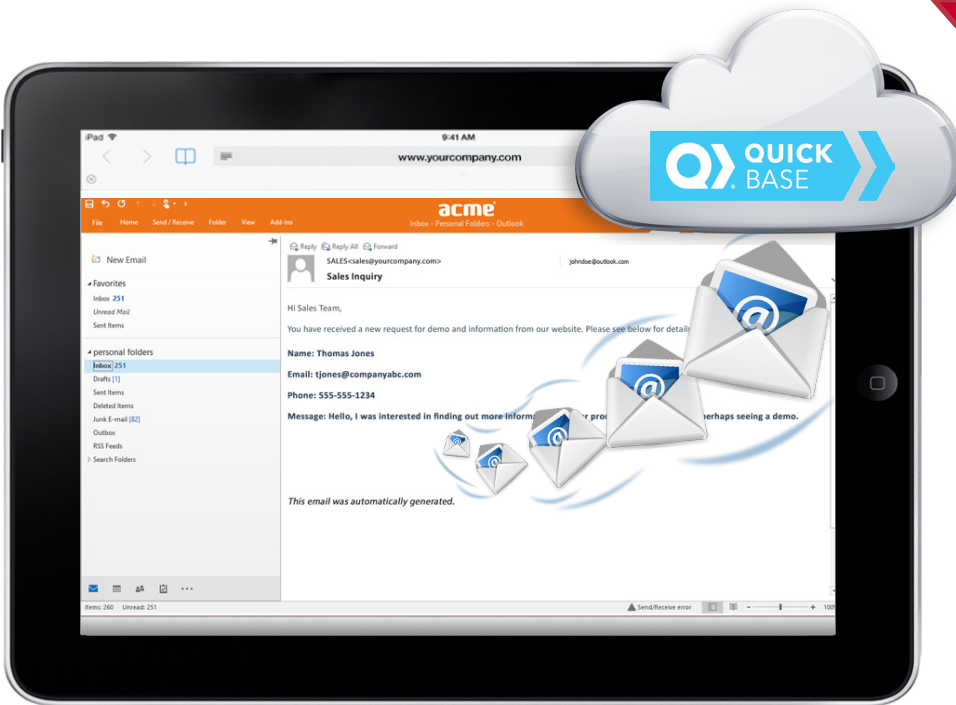 iPad
9:41 AM
www.yourcompany.com
QUICK
BASE
acme
File Home Send / Receive Folder View Add-Ins
Inbox - Personal Folders - Outlook
New Email
Favorites
Inbox 251
Unread Mail
Sent Items
personal folders
Inbox 251
Drafts [1]
Sent Items
Deleted Items
Junk E-mail [82]
Outbox
RSS Feeds
Search Folders
Reply Reply All Forward
SALES<sales@yourcompany.com>
johndoe@outlook.com
Sales Inquiry
Hi Sales Team,
You have received a new request for demo and information from our website. Please see below for details
Name: Thomas Jones
Email: tjones@companyabc.com
Phone: 555-555-1234
Message: Hello, I was interested in finding out more seeing a demo.
This email was automatically generated.
Items: 260 Unread: 251
Send/Receive error
@
@
@
@
@